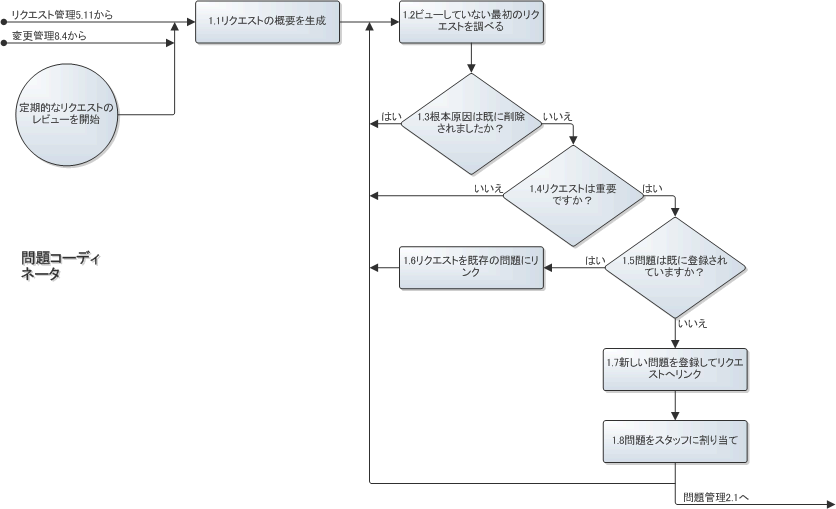 リクエスト管理5.11から
変更管理8.4から
定期的なリクエストの
レビューを開始
1.1リクエストの概要を生成
1.2ビューしていない最初のリク
エストを調べる
1.3根本原因は既に削除
されましたか？
はい
いいえ
1.4リクエストは重要
ですか？
いいえ
はい
問題コーディ
ネータ
1.5問題は既に登録され
ていますか？
はい
1.6リクエストを既存の問題にリ
ンク
いいえ
1.7新しい問題を登録してリクエ
ストへリンク
1.8問題をスタッフに割り当て
問題管理2.1へ